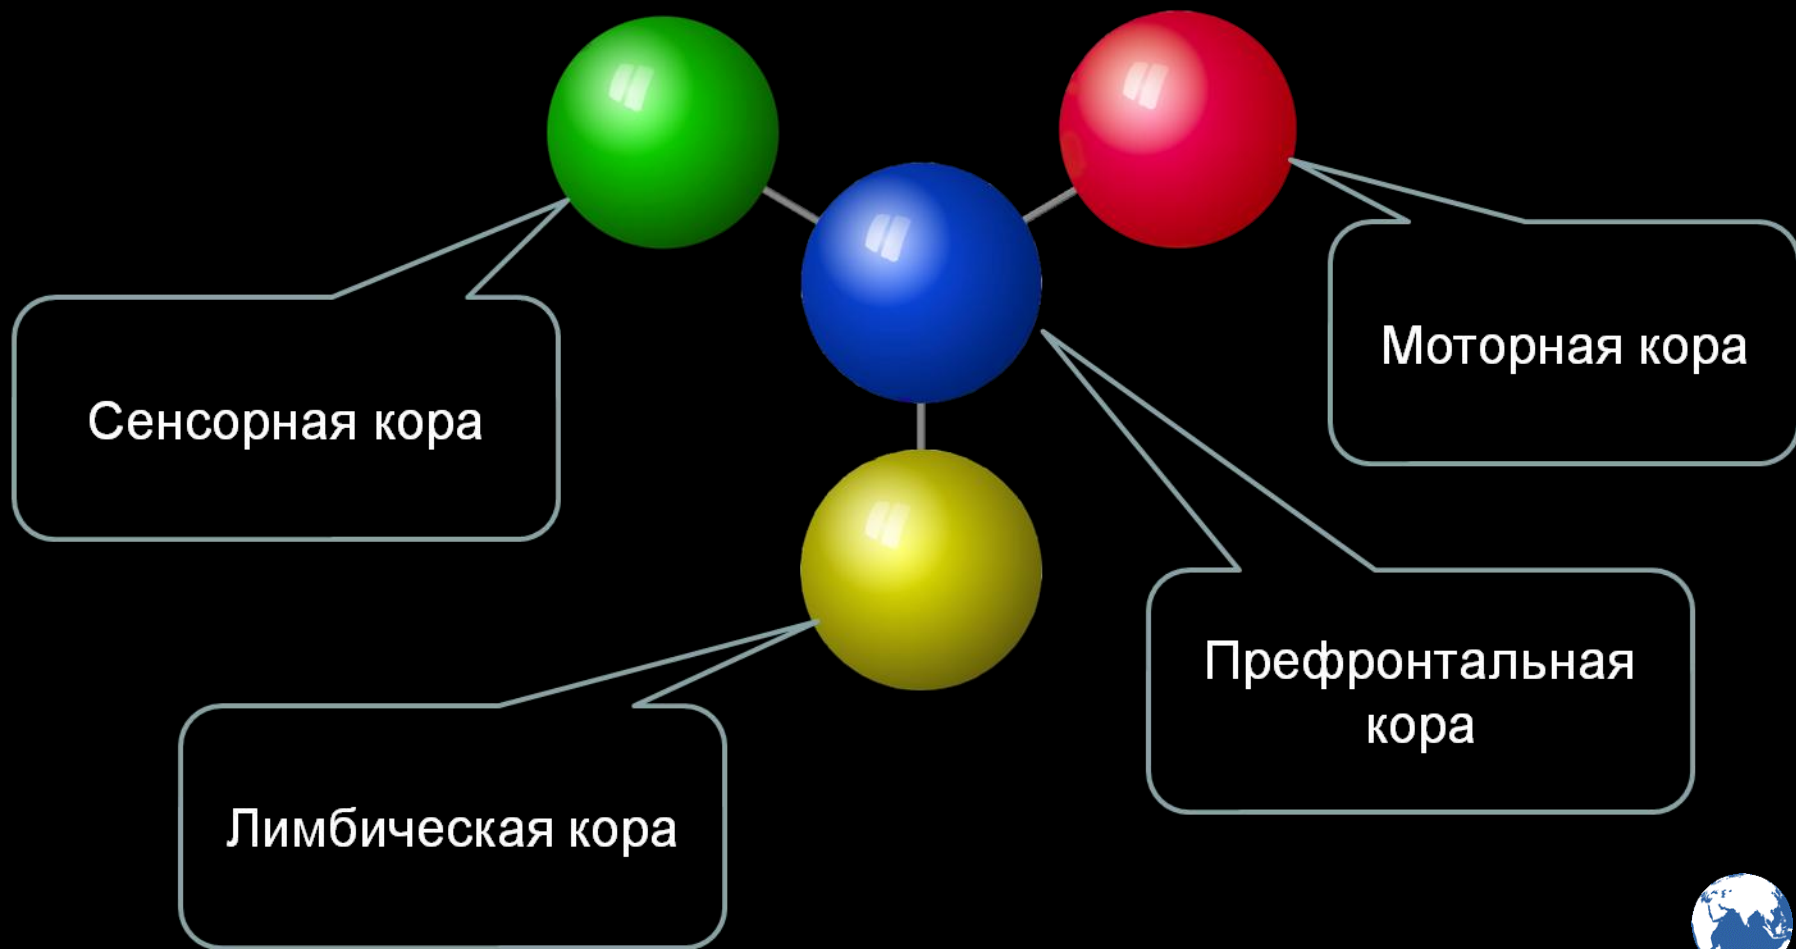 Моторная кора
Сенсорная кора
Префронтальная
кора
Лимбическая кора